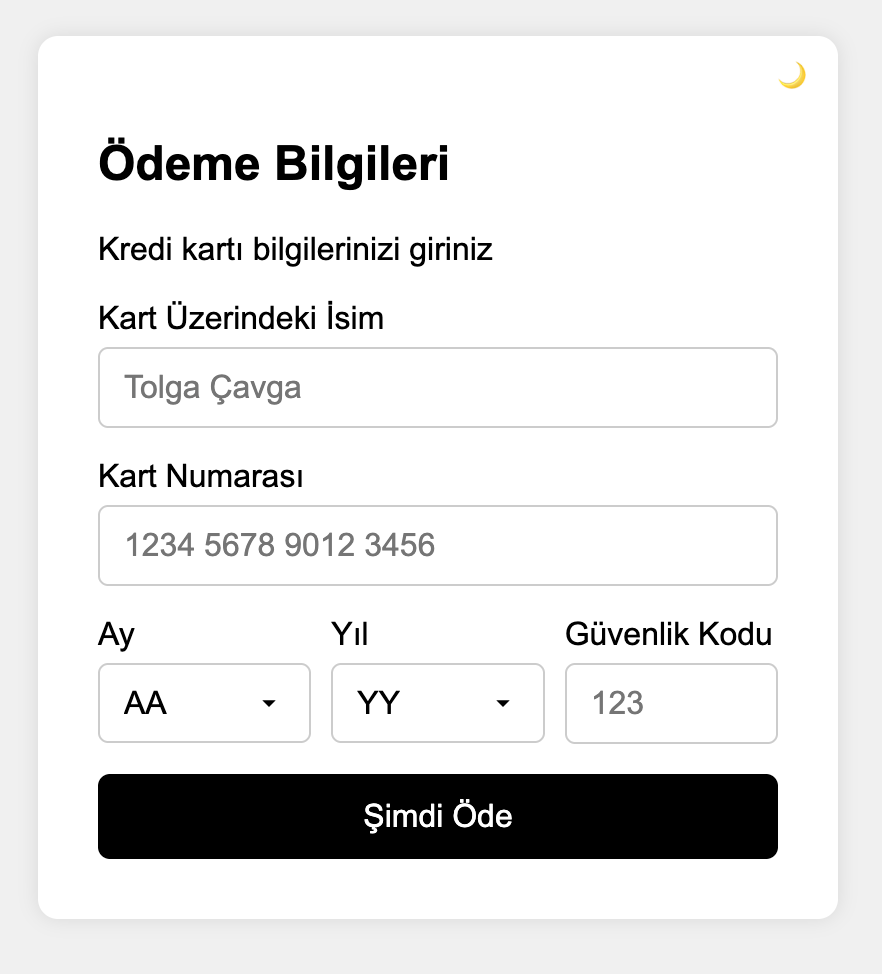 Ödeme Bilgileri
Kredi kartı bilgilerinizi giriniz
Kart Üzerindeki İsim
Tolga Çavga
Kart Numarası
1234 5678 9012 3456
Ay Yıl Güvenlik Kodu
AA YY 123
Şimdi Öde